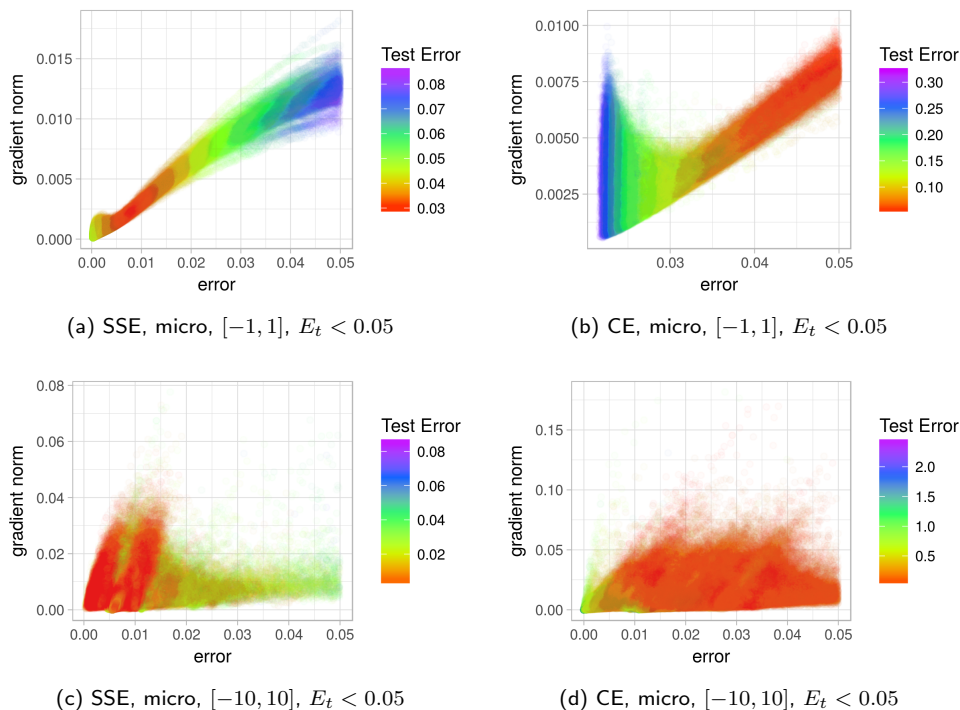 0.015
0.010
0.005
0.000
gradient norm
0.00 0.01 0.02 0.03 0.04 0.05
error
Test Error
0.08
0.07
0.06
0.05
0.04
0.03
(a) SSE, micro, [−1, 1], E_t < 0.05
0.0100
0.0075
0.0050
0.0025
gradient norm
0.03 0.04 0.05
error
Test Error
0.30
0.25
0.20
0.15
0.10
(b) CE, micro, [−1, 1], E_t < 0.05
0.08
0.06
0.04
0.02
0.00
gradient norm
0.00 0.01 0.02 0.03 0.04 0.05
error
Test Error
0.08
0.06
0.04
0.02
(c) SSE, micro, [−10, 10], E_t < 0.05
0.15
0.10
0.05
0.00
gradient norm
0.00 0.01 0.02 0.03 0.04 0.05
error
Test Error
2.0
1.5
1.0
0.5
(d) CE, micro, [−10, 10], E_t < 0.05